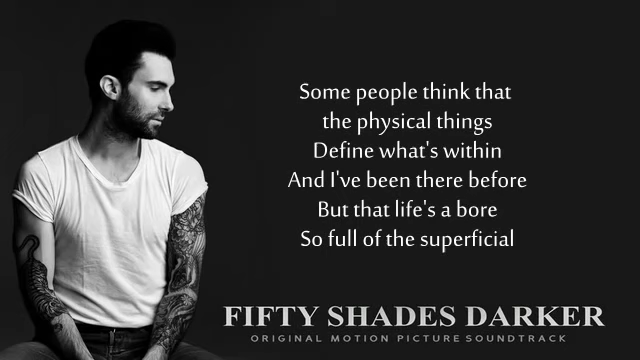 Some people think that
the physical things
Define what's within
And I've been there before
But that life's a bore
So full of the superficial
FIFTY SHADES DARKER
ORIGINAL MOTION PICTURE SOUNDTRACK